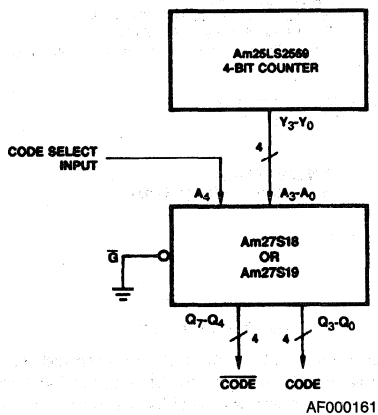 Am25LS2569
4-BIT COUNTER
Y3-Y0
4
CODE SELECT
INPUT
A4
A3-A0
G
Am27S18
OR
Am27S19
Q7-Q4
Q3-Q0
4
4
CODE
CODE
AF000161